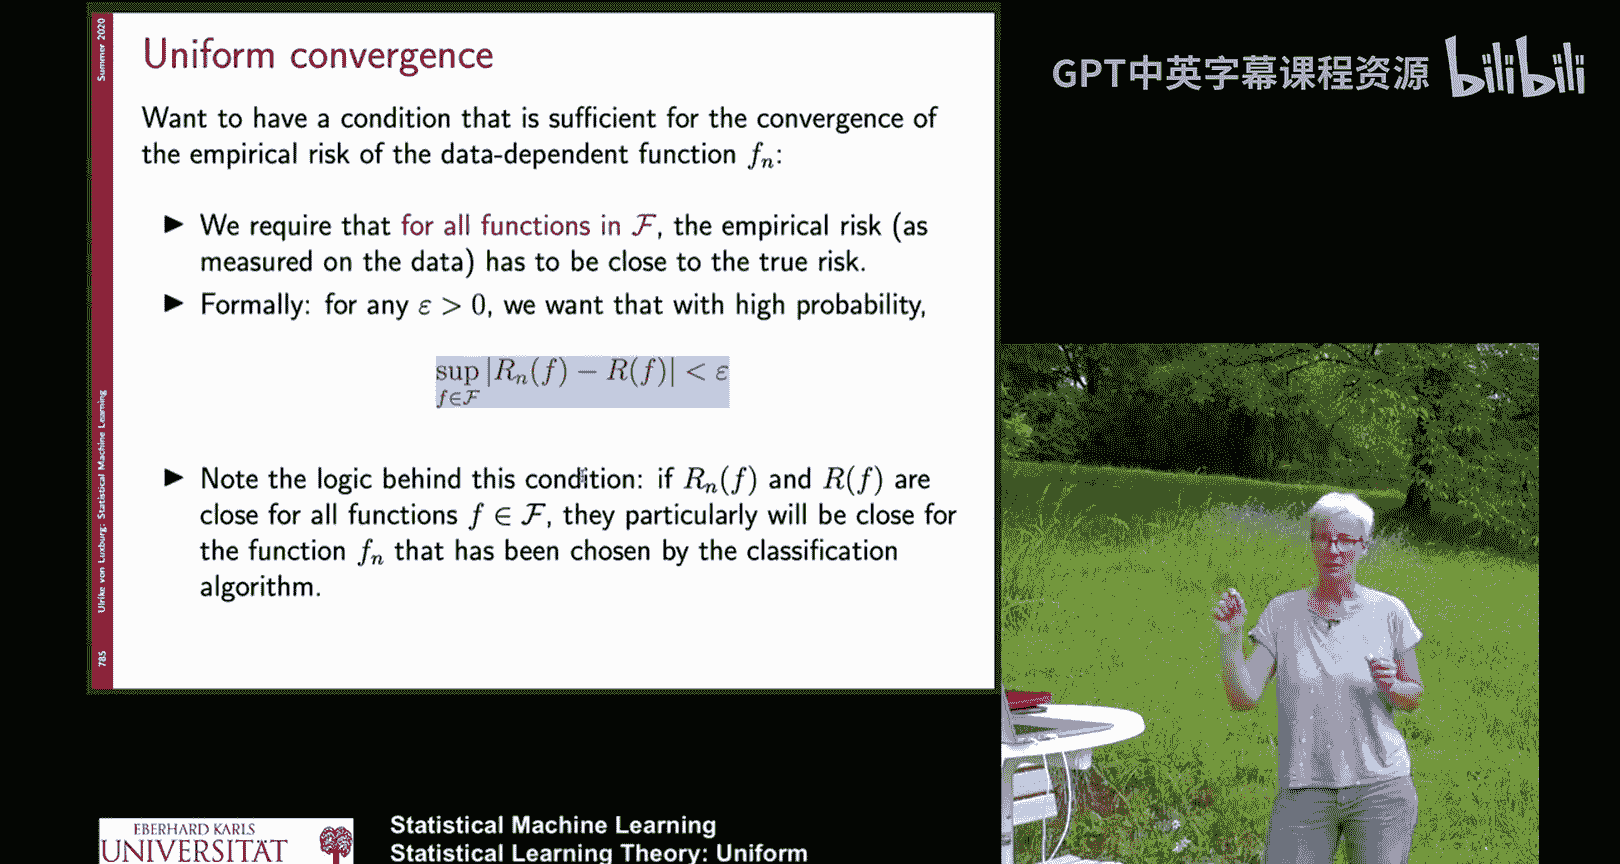 Uniform convergence
Want to have a condition that is sufficient for the convergence of
the empirical risk of the data-dependent function fₙ:
▶ We require that for all functions in ℱ, the empirical risk (as
measured on the data) has to be close to the true risk.
▶ Formally: for any ε > 0, we want that with high probability,
sup |Rₙ(f) − R(f)| < ε
f∈ℱ
▶ Note the logic behind this condition: if Rₙ(f) and R(f) are
close for all functions f ∈ ℱ, they particularly will be close for
the function fₙ that has been chosen by the classification
algorithm.
Summer 2020
Ulrike von Luxburg: Statistical Machine Learning
785
GPT中英字幕课程资源 bilibili
EBERHARD KARLS
UNIVERSITÄT
Statistical Machine Learning
Statistical Learning Theory: Uniform